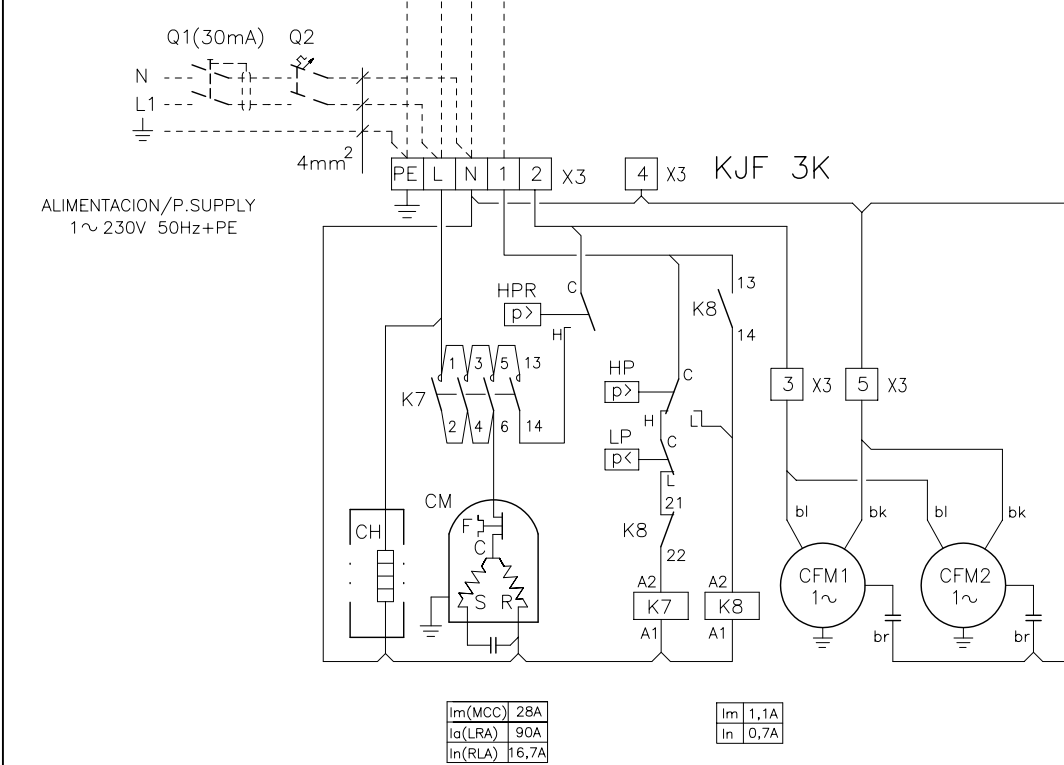 Q1(30mA) Q2
N
L1
4mm2
PE L N 1 2 X3
4 X3
KJF 3K
ALIMENTACION/P.SUPPLY
1~ 230V 50Hz+PE
HPR
p>
C
H
K8
13
14
1 3 5 13
K7
2 4 6 14
HP
p>
C
H
L
LP
p<
C
L
3 X3
5 X3
21
K8
22
CM
F
C
S R
CH
bl bk bl bk
CFM1
1~
CFM2
1~
A2 A2
K7 K8
A1 A1
br br
Im(MCC) 28A
Ia(LRA) 90A
In(RLA) 16,7A
Im 1,1A
In 0,7A